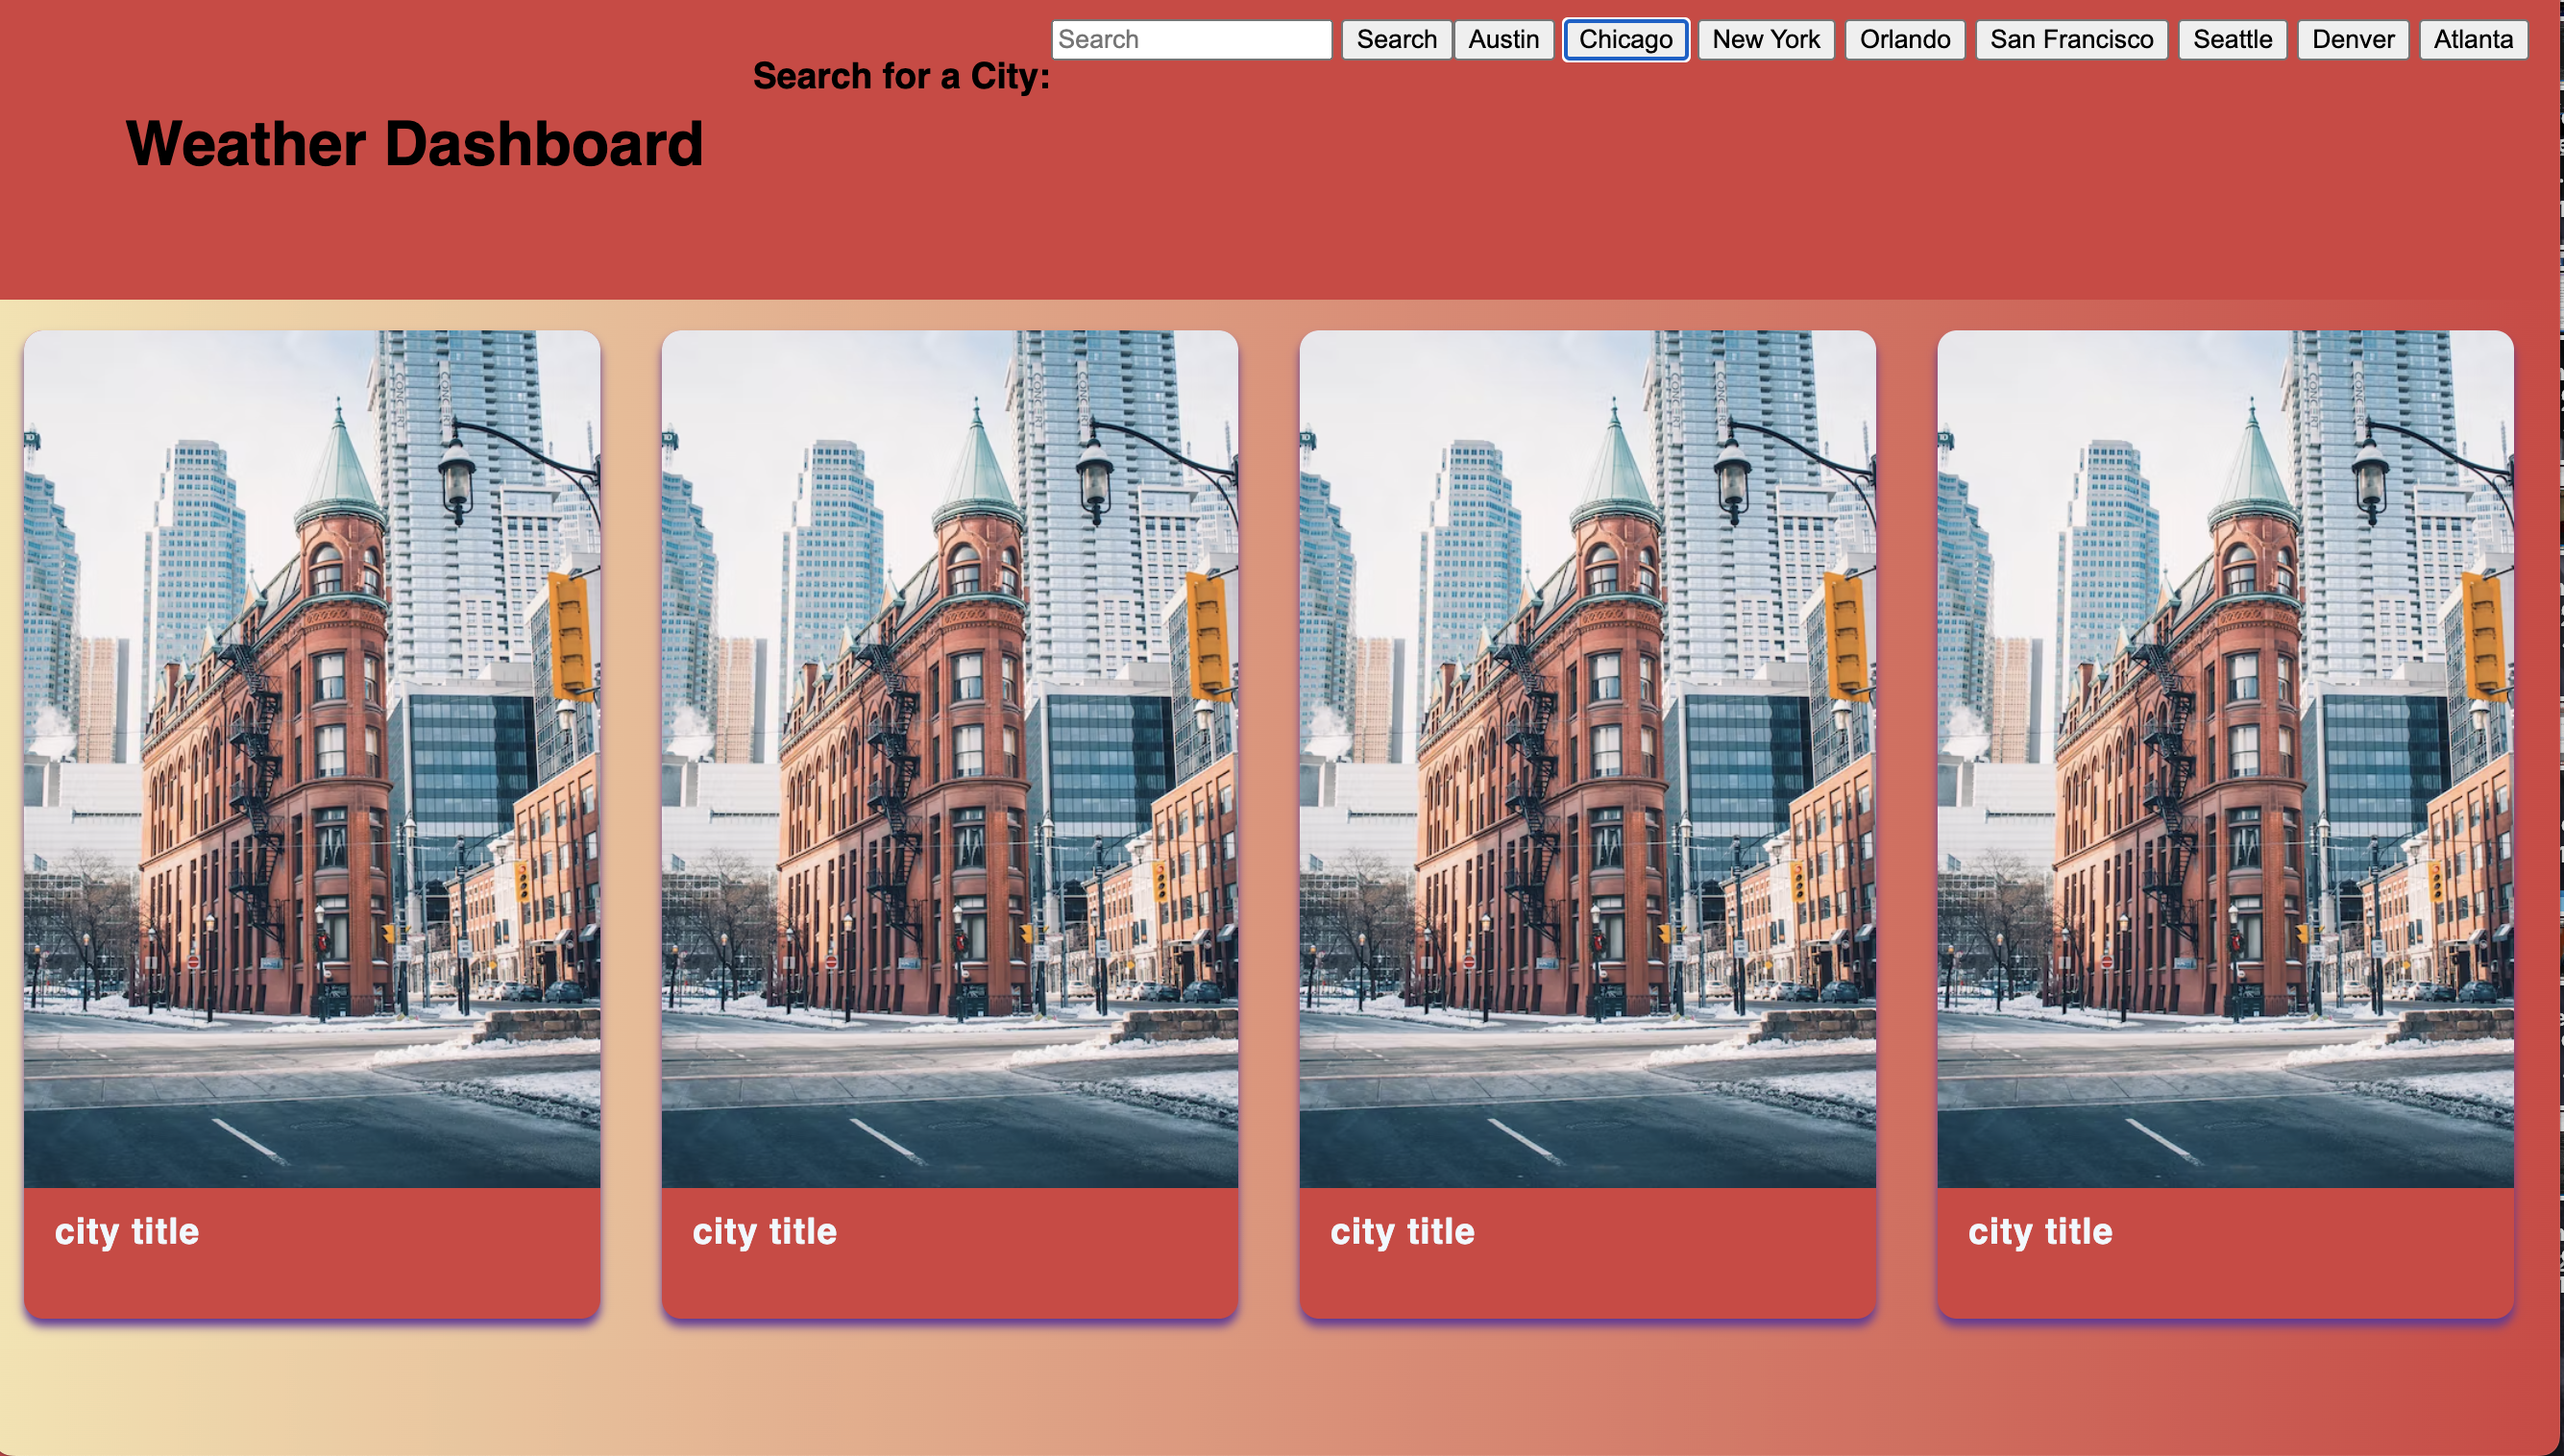 Search Search Austin Chicago New York Orlando San Francisco Seattle Denver Atlanta
Search for a City:
Weather Dashboard
city title city title city title city title